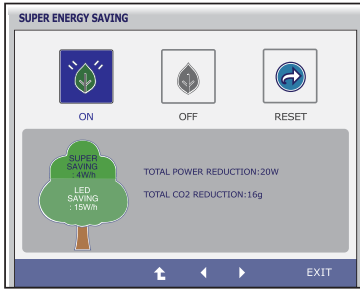 SUPER ENERGY SAVING
ON
OFF
RESET
SUPER
SAVING
: 4W/h
LED
SAVING
: 15W/h
TOTAL POWER REDUCTION:20W
TOTAL CO2 REDUCTION:16g
EXIT